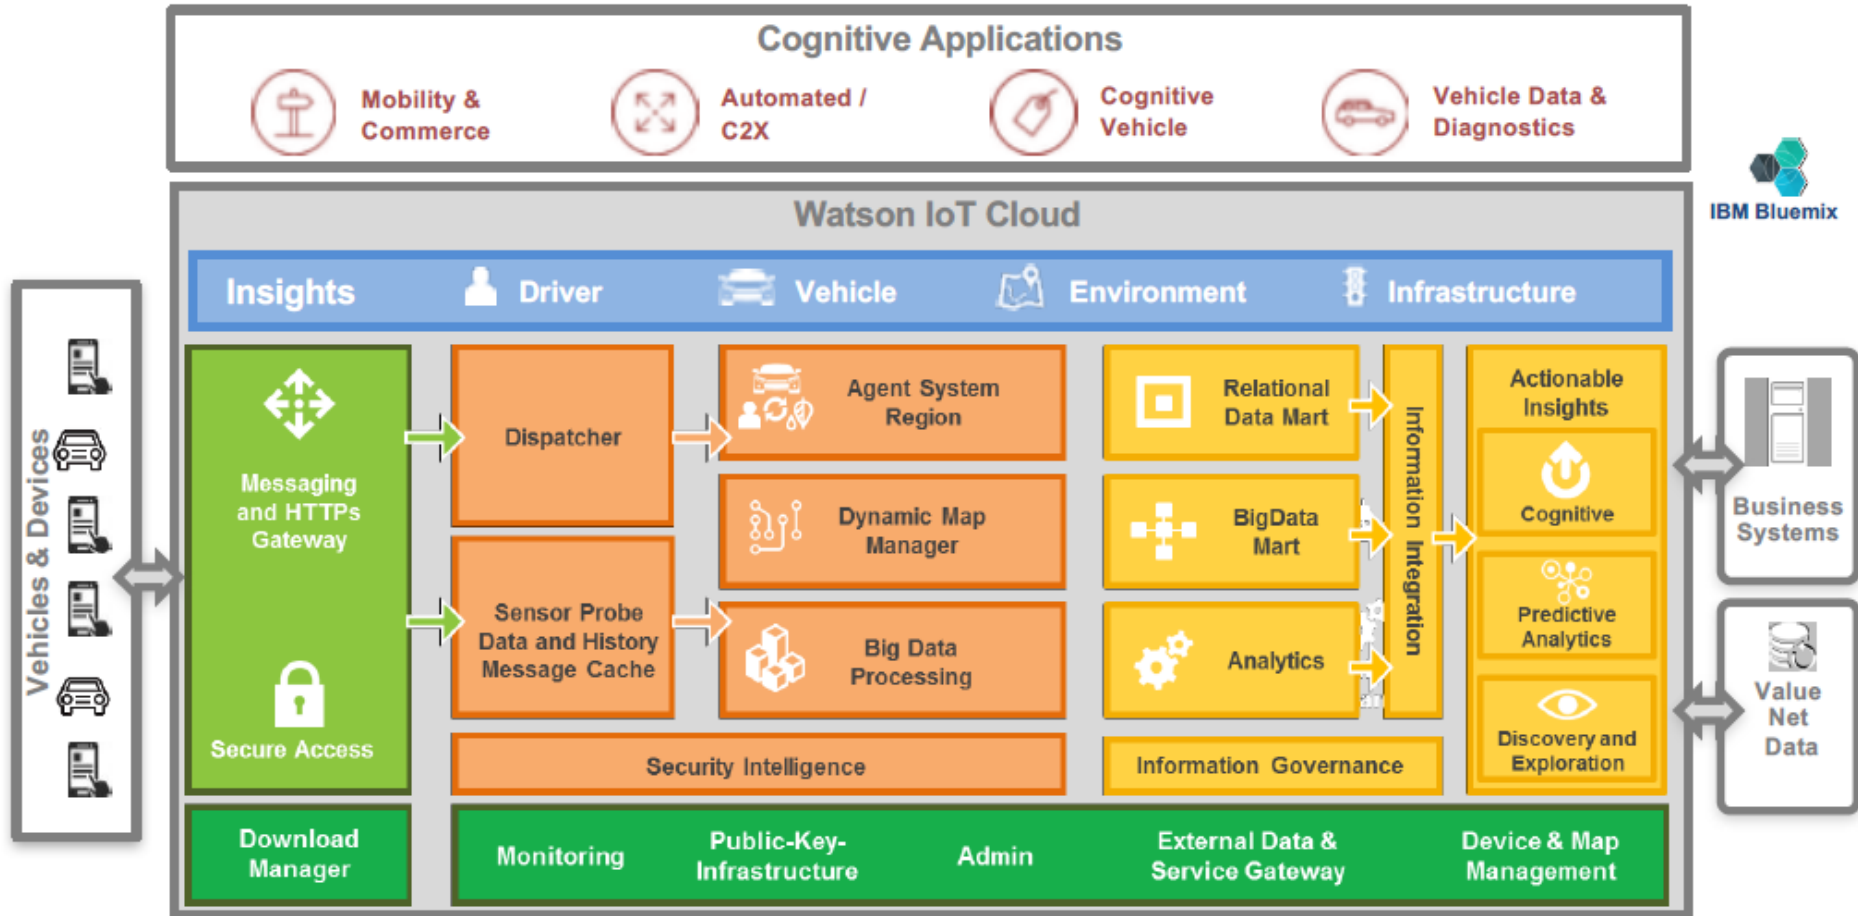 Cognitive Applications
Mobility &
Commerce
Automated /
C2X
Cognitive
Vehicle
Vehicle Data &
Diagnostics
IBM Bluemix
Watson IoT Cloud
Insights
Driver
Vehicle
Environment
Infrastructure
Vehicles & Devices
Messaging
and HTTPs
Gateway
Secure Access
Dispatcher
Sensor Probe
Data and History
Message Cache
Agent System
Region
Dynamic Map
Manager
Big Data
Processing
Security Intelligence
Relational
Data Mart
BigData
Mart
Analytics
Information Integration
Information Governance
Actionable
Insights
Cognitive
Predictive
Analytics
Discovery and
Exploration
Business
Systems
Value
Net
Data
Download
Manager
Monitoring
Public-Key-
Infrastructure
Admin
External Data &
Service Gateway
Device & Map
Management